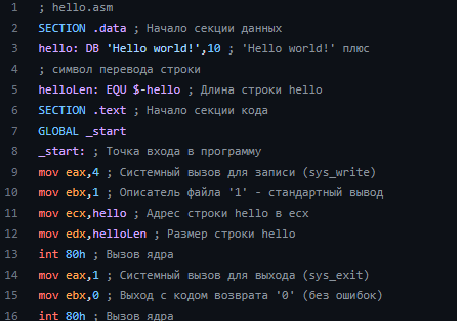 1 ; hello.asm
2 SECTION .data ; Начало секции данных
3 hello: DB 'Hello world!',10 ; 'Hello world!' плюс
4 ; символ перевода строки
5 helloLen: EQU $-hello ; Длина строки hello
6 SECTION .text ; Начало секции кода
7 GLOBAL _start
8 _start: ; Точка входа в программу
9 mov eax,4 ; Системный вызов для записи (sys_write)
10 mov ebx,1 ; Описатель файла '1' - стандартный вывод
11 mov ecx,hello ; Адрес строки hello в ecx
12 mov edx,helloLen ; Размер строки hello
13 int 80h ; Вызов ядра
14 mov eax,1 ; Системный вызов для выхода (sys_exit)
15 mov ebx,0 ; Выход с кодом возврата '0' (без ошибок)
16 int 80h ; Вызов ядра